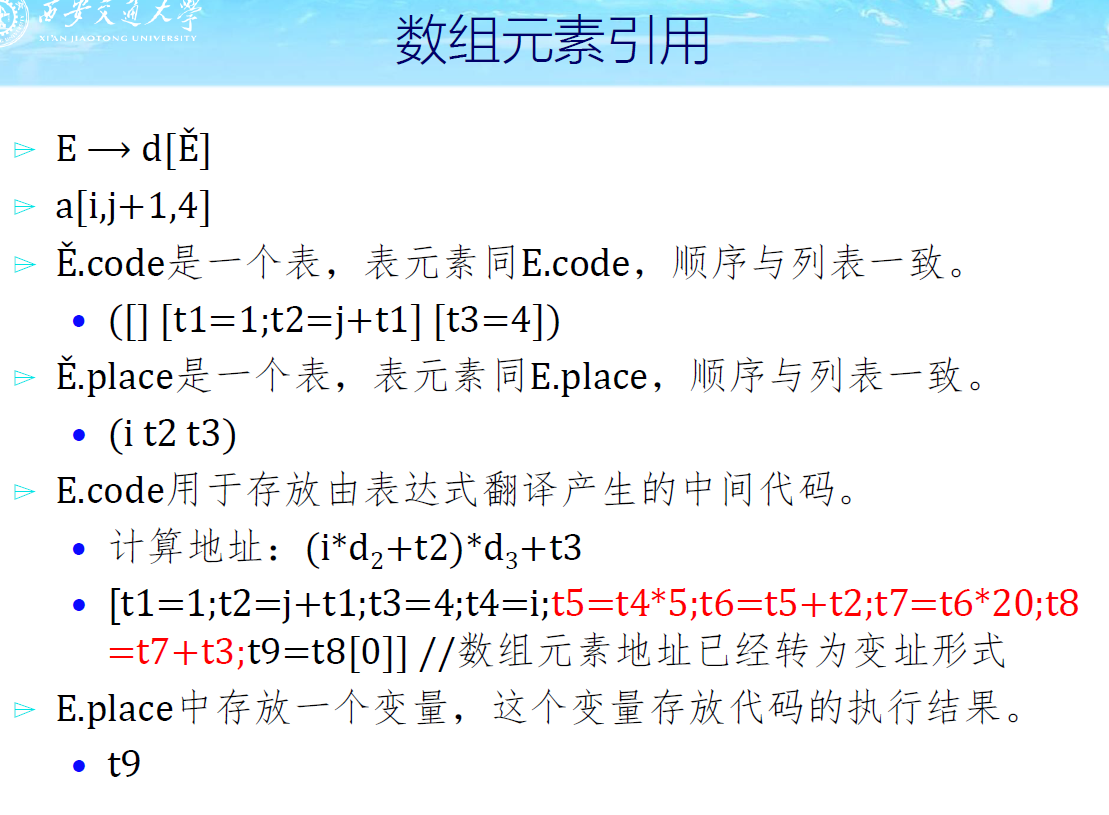 西安交通大学
XI'AN JIAOTONG UNIVERSITY
数组元素引用
E ⟶ d[Ě]
a[i,j+1,4]
Ě.code是一个表，表元素同E.code，顺序与列表一致。
([] [t1=1;t2=j+t1] [t3=4])
Ě.place是一个表，表元素同E.place，顺序与列表一致。
(i t2 t3)
E.code用于存放由表达式翻译产生的中间代码。
计算地址：(i*d₂+t2)*d₃+t3
[t1=1;t2=j+t1;t3=4;t4=i;t5=t4*5;t6=t5+t2;t7=t6*20;t8
=t7+t3;t9=t8[0]] //数组元素地址已经转为变址形式
E.place中存放一个变量，这个变量存放代码的执行结果。
t9